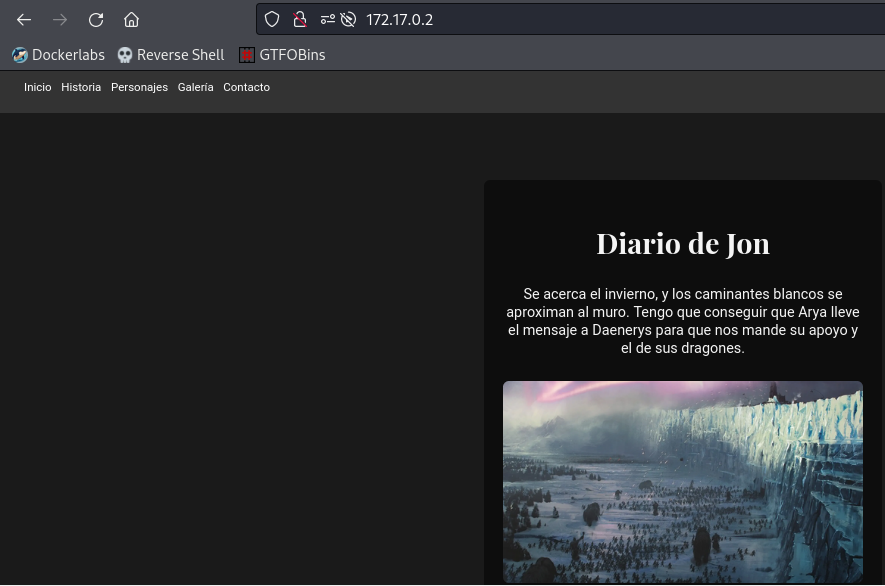 172.17.0.2
Dockerlabs Reverse Shell GTFOBins
Inicio Historia Personajes Galería Contacto
Diario de Jon
Se acerca el invierno, y los caminantes blancos se
aproximan al muro. Tengo que conseguir que Arya lleve
el mensaje a Daenerys para que nos mande su apoyo y
el de sus dragones.